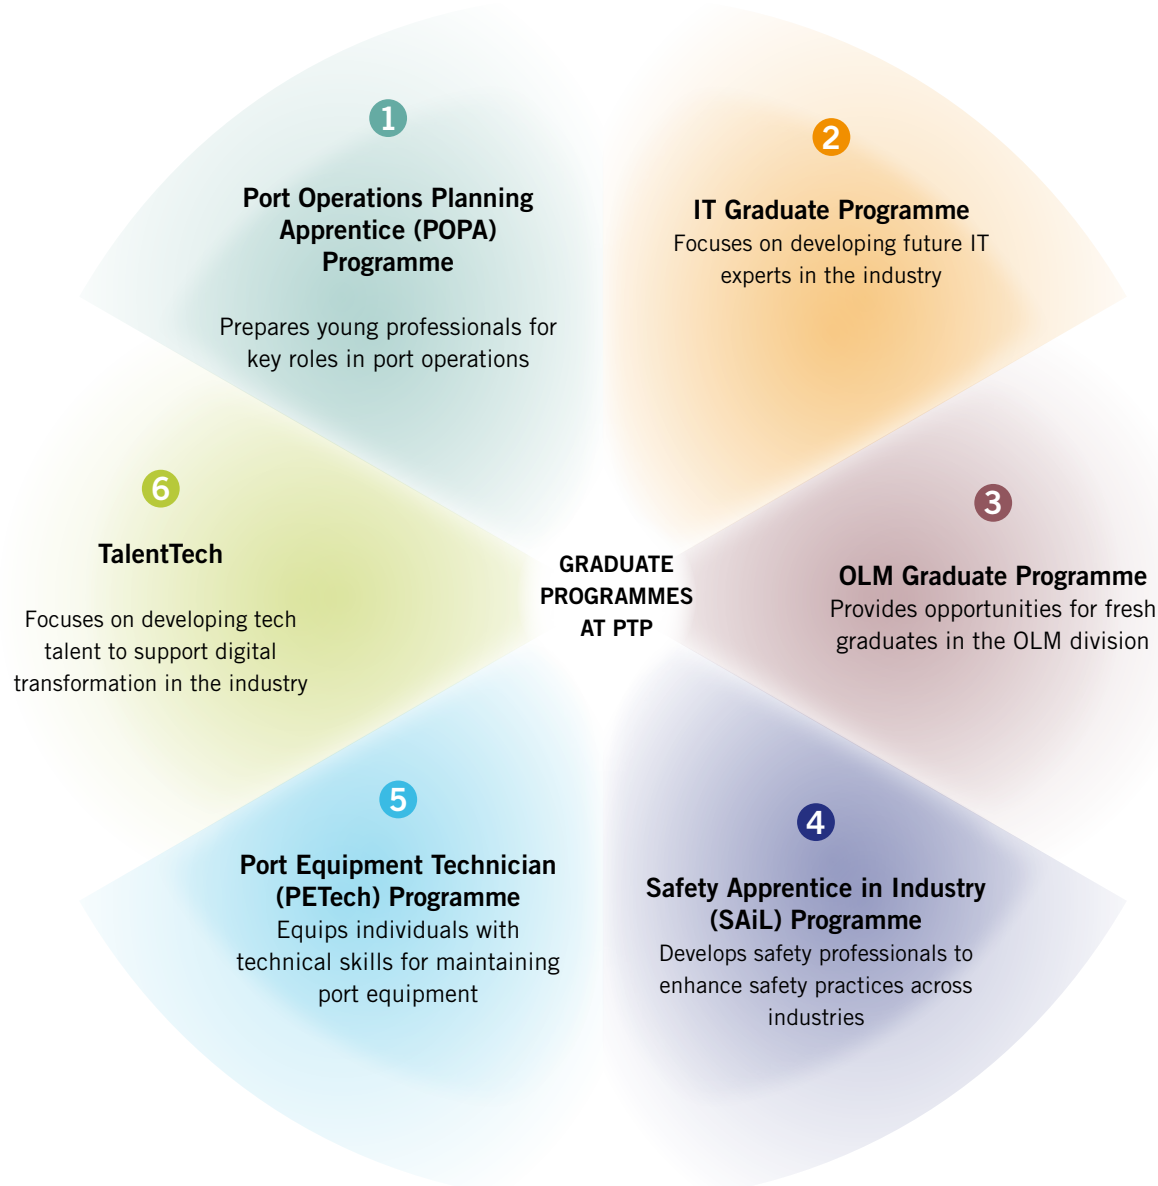 1
Port Operations Planning
Apprentice (POPA)
Programme
Prepares young professionals for
key roles in port operations
2
IT Graduate Programme
Focuses on developing future IT
experts in the industry
3
OLM Graduate Programme
Provides opportunities for fresh
graduates in the OLM division
4
Safety Apprentice in Industry
(SAiL) Programme
Develops safety professionals to
enhance safety practices across
industries
5
Port Equipment Technician
(PETech) Programme
Equips individuals with
technical skills for maintaining
port equipment
6
TalentTech
Focuses on developing tech
talent to support digital
transformation in the industry
GRADUATE
PROGRAMMES
AT PTP